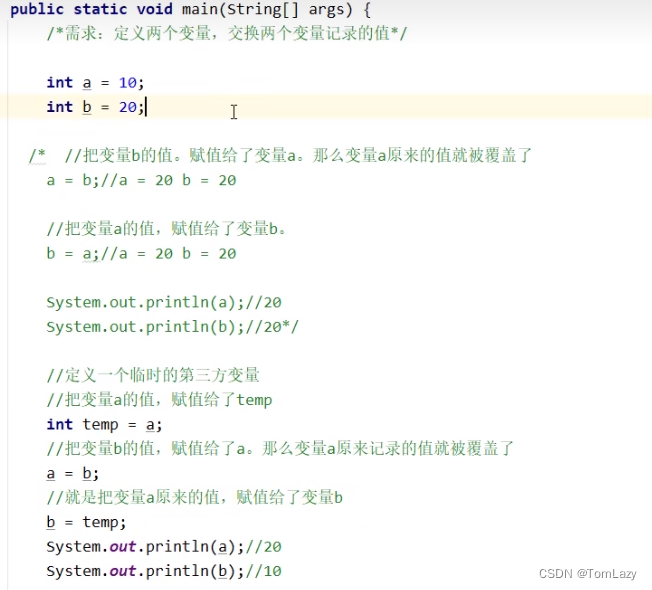 public static void main(String[] args) {
/*需求：定义两个变量，交换两个变量记录的值*/
int a = 10;
int b = 20;
/* //把变量b的值。赋值给了变量a。那么变量a原来的值就被覆盖了
a = b;//a = 20 b = 20
//把变量a的值，赋值给了变量b。
b = a;//a = 20 b = 20
System.out.println(a);//20
System.out.println(b);//20*/
//定义一个临时的第三方变量
//把变量a的值，赋值给了temp
int temp = a;
//把变量b的值，赋值给了a。那么变量a原来记录的值就被覆盖了
a = b;
//就是把变量a原来的值，赋值给了变量b
b = temp;
System.out.println(a);//20
System.out.println(b);//10
CSDN @TomLazy